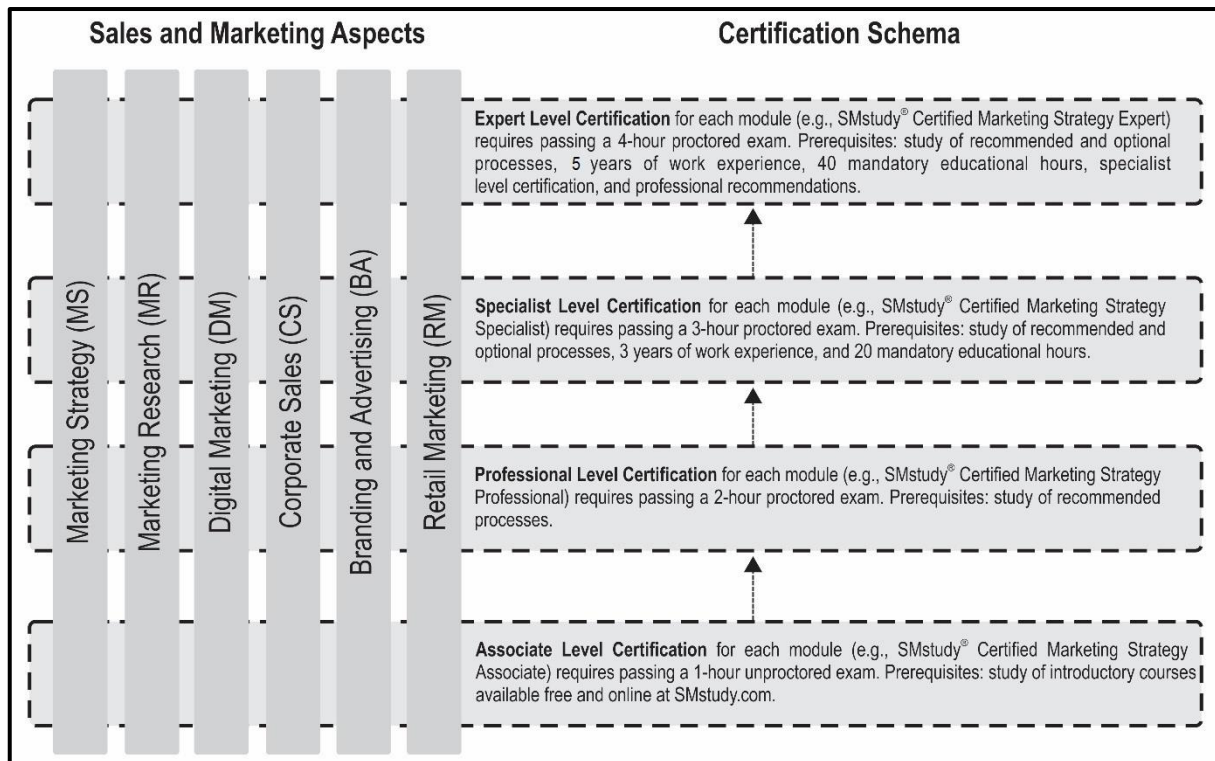 Sales and Marketing Aspects
Certification Schema
Marketing Strategy (MS)
Marketing Research (MR)
Digital Marketing (DM)
Corporate Sales (CS)
Branding and Advertising (BA)
Retail Marketing (RM)
Expert Level Certification for each module (e.g., SMstudy® Certified Marketing Strategy Expert)
requires passing a 4-hour proctored exam. Prerequisites: study of recommended and optional
processes, 5 years of work experience, 40 mandatory educational hours, specialist
level certification, and professional recommendations.
Specialist Level Certification for each module (e.g., SMstudy® Certified Marketing Strategy
Specialist) requires passing a 3-hour proctored exam. Prerequisites: study of recommended and
optional processes, 3 years of work experience, and 20 mandatory educational hours.
Professional Level Certification for each module (e.g., SMstudy® Certified Marketing Strategy
Professional) requires passing a 2-hour proctored exam. Prerequisites: study of recommended
processes.
Associate Level Certification for each module (e.g., SMstudy® Certified Marketing Strategy
Associate) requires passing a 1-hour unproctored exam. Prerequisites: study of introductory courses
available free and online at SMstudy.com.